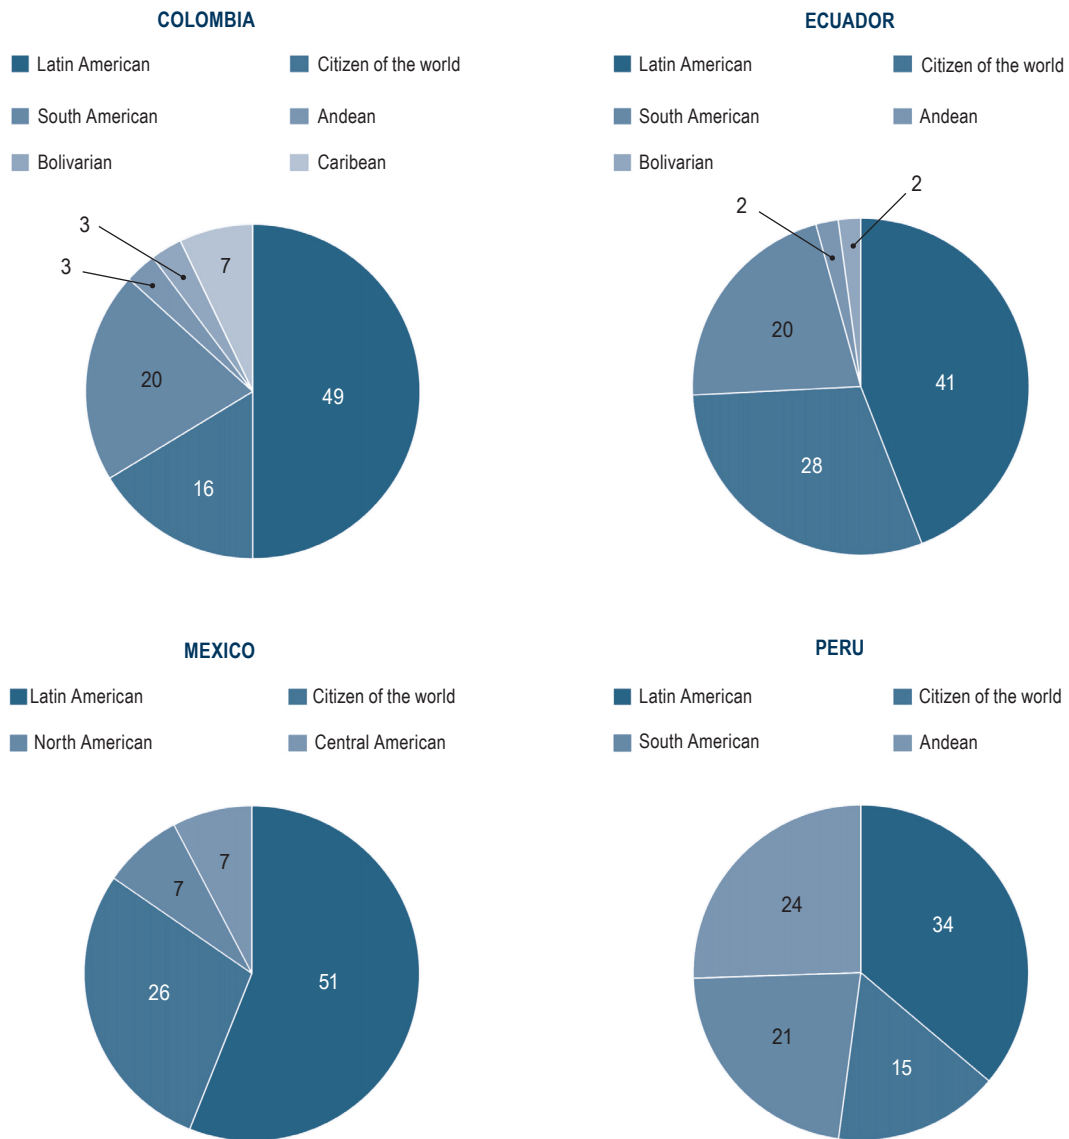 COLOMBIA
Latin American
Citizen of the world
South American
Andean
Bolivarian
Caribean
3
3
7
20
49
16
ECUADOR
Latin American
Citizen of the world
South American
Andean
Bolivarian
2
2
20
41
28
MEXICO
Latin American
Citizen of the world
North American
Central American
7
7
26
51
PERU
Latin American
Citizen of the world
South American
Andean
24
34
21
15